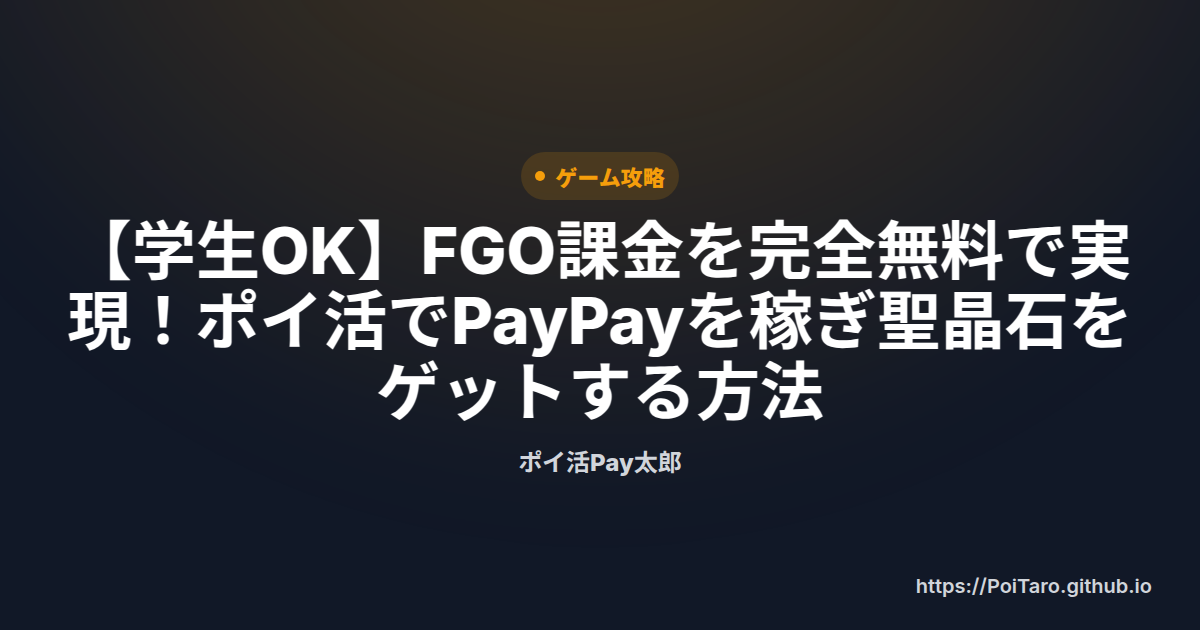 ゲーム攻略
【学生OK】FGO課金を完全無料で実
現！ポイ活でPayPayを稼ぎ聖晶石を
ゲットする方法
ポイ活Pay太郎
https://PoiTaro.github.io